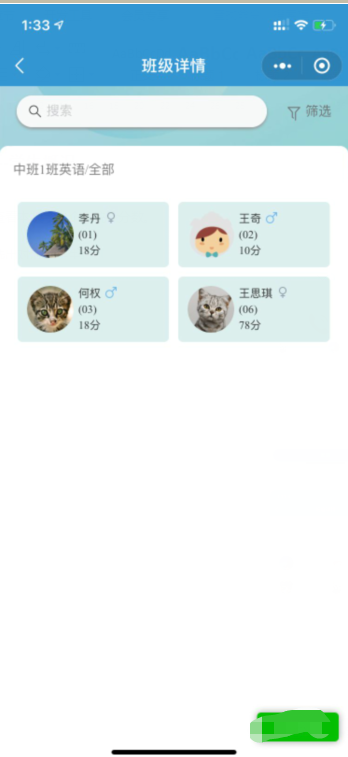 1:33
班级详情
搜索
筛选
中班1班英语/全部
李丹
(01)
18分
王奇
(02)
10分
何权
(03)
18分
王思琪
(06)
78分